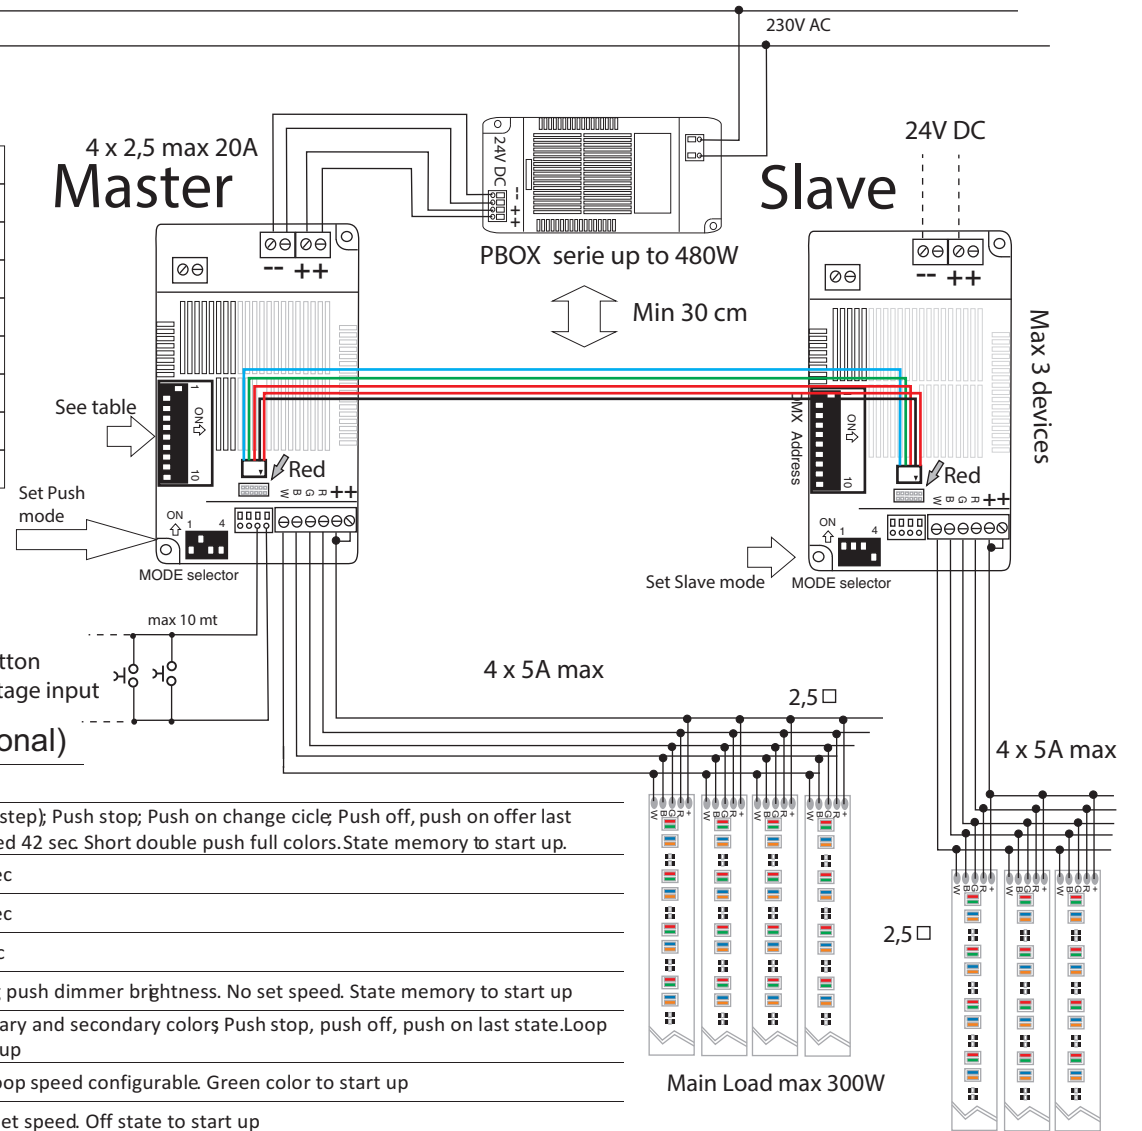 230V AC
4 x 2,5 max 20A
24V DC
Master
Slave
24V DC
--
++
PBOX serie up to 480W
-- ++
-- ++
Min 30 cm
Max 3 devices
See table
1
ON
10
DMX Address
ON
10
Red
Red
W B G R ++
W B G R ++
Set Push
mode
ON
1 4
ON
1 4
MODE selector
Set Slave mode
MODE selector
max 10 mt
tton
tage input
onal)
4 x 5A max
2,5
4 x 5A max
W B G R +
W B G R +
W B G R +
W B G R +
W B G R +
W B G R +
W B G R +
2,5
Main Load max 300W
step); Push stop; Push on change cicle; Push off, push on offer last
ed 42 sec. Short double push full colors. State memory to start up.
ec
ec
c
g push dimmer brightness. No set speed. State memory to start up
ary and secondary colors; Push stop, push off, push on last state. Loop
up
oop speed configurable. Green color to start up
et speed. Off state to start up